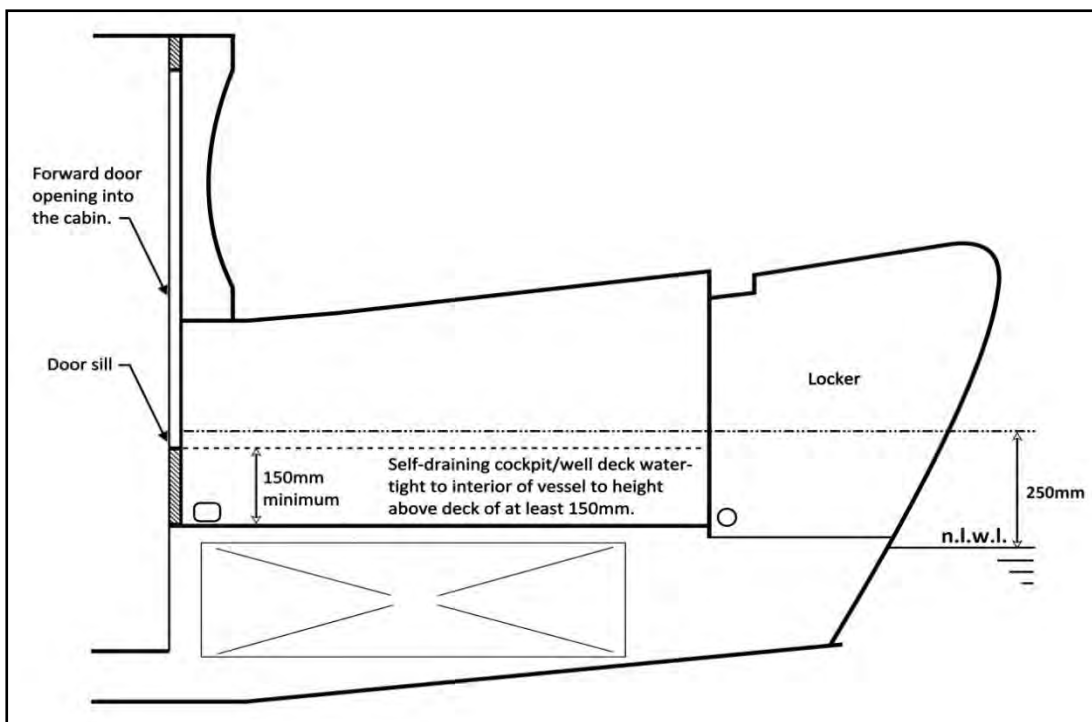 Forward door
opening into
the cabin.
Door sill
Locker
150mm
minimum
Self-draining cockpit/well deck water-
tight to interior of vessel to height
above deck of at least 150mm.
250mm
n.l.w.l.